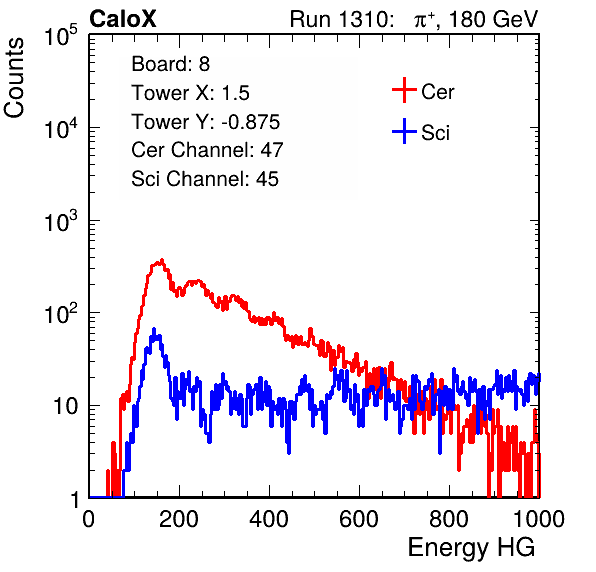 CaloX Run 1310: π⁺, 180 GeV
Counts
10⁵
10⁴
10³
10²
10
1
Board: 8
Tower X: 1.5
Tower Y: -0.875
Cer Channel: 47
Sci Channel: 45
Cer
Sci
0 200 400 600 800 1000
Energy HG